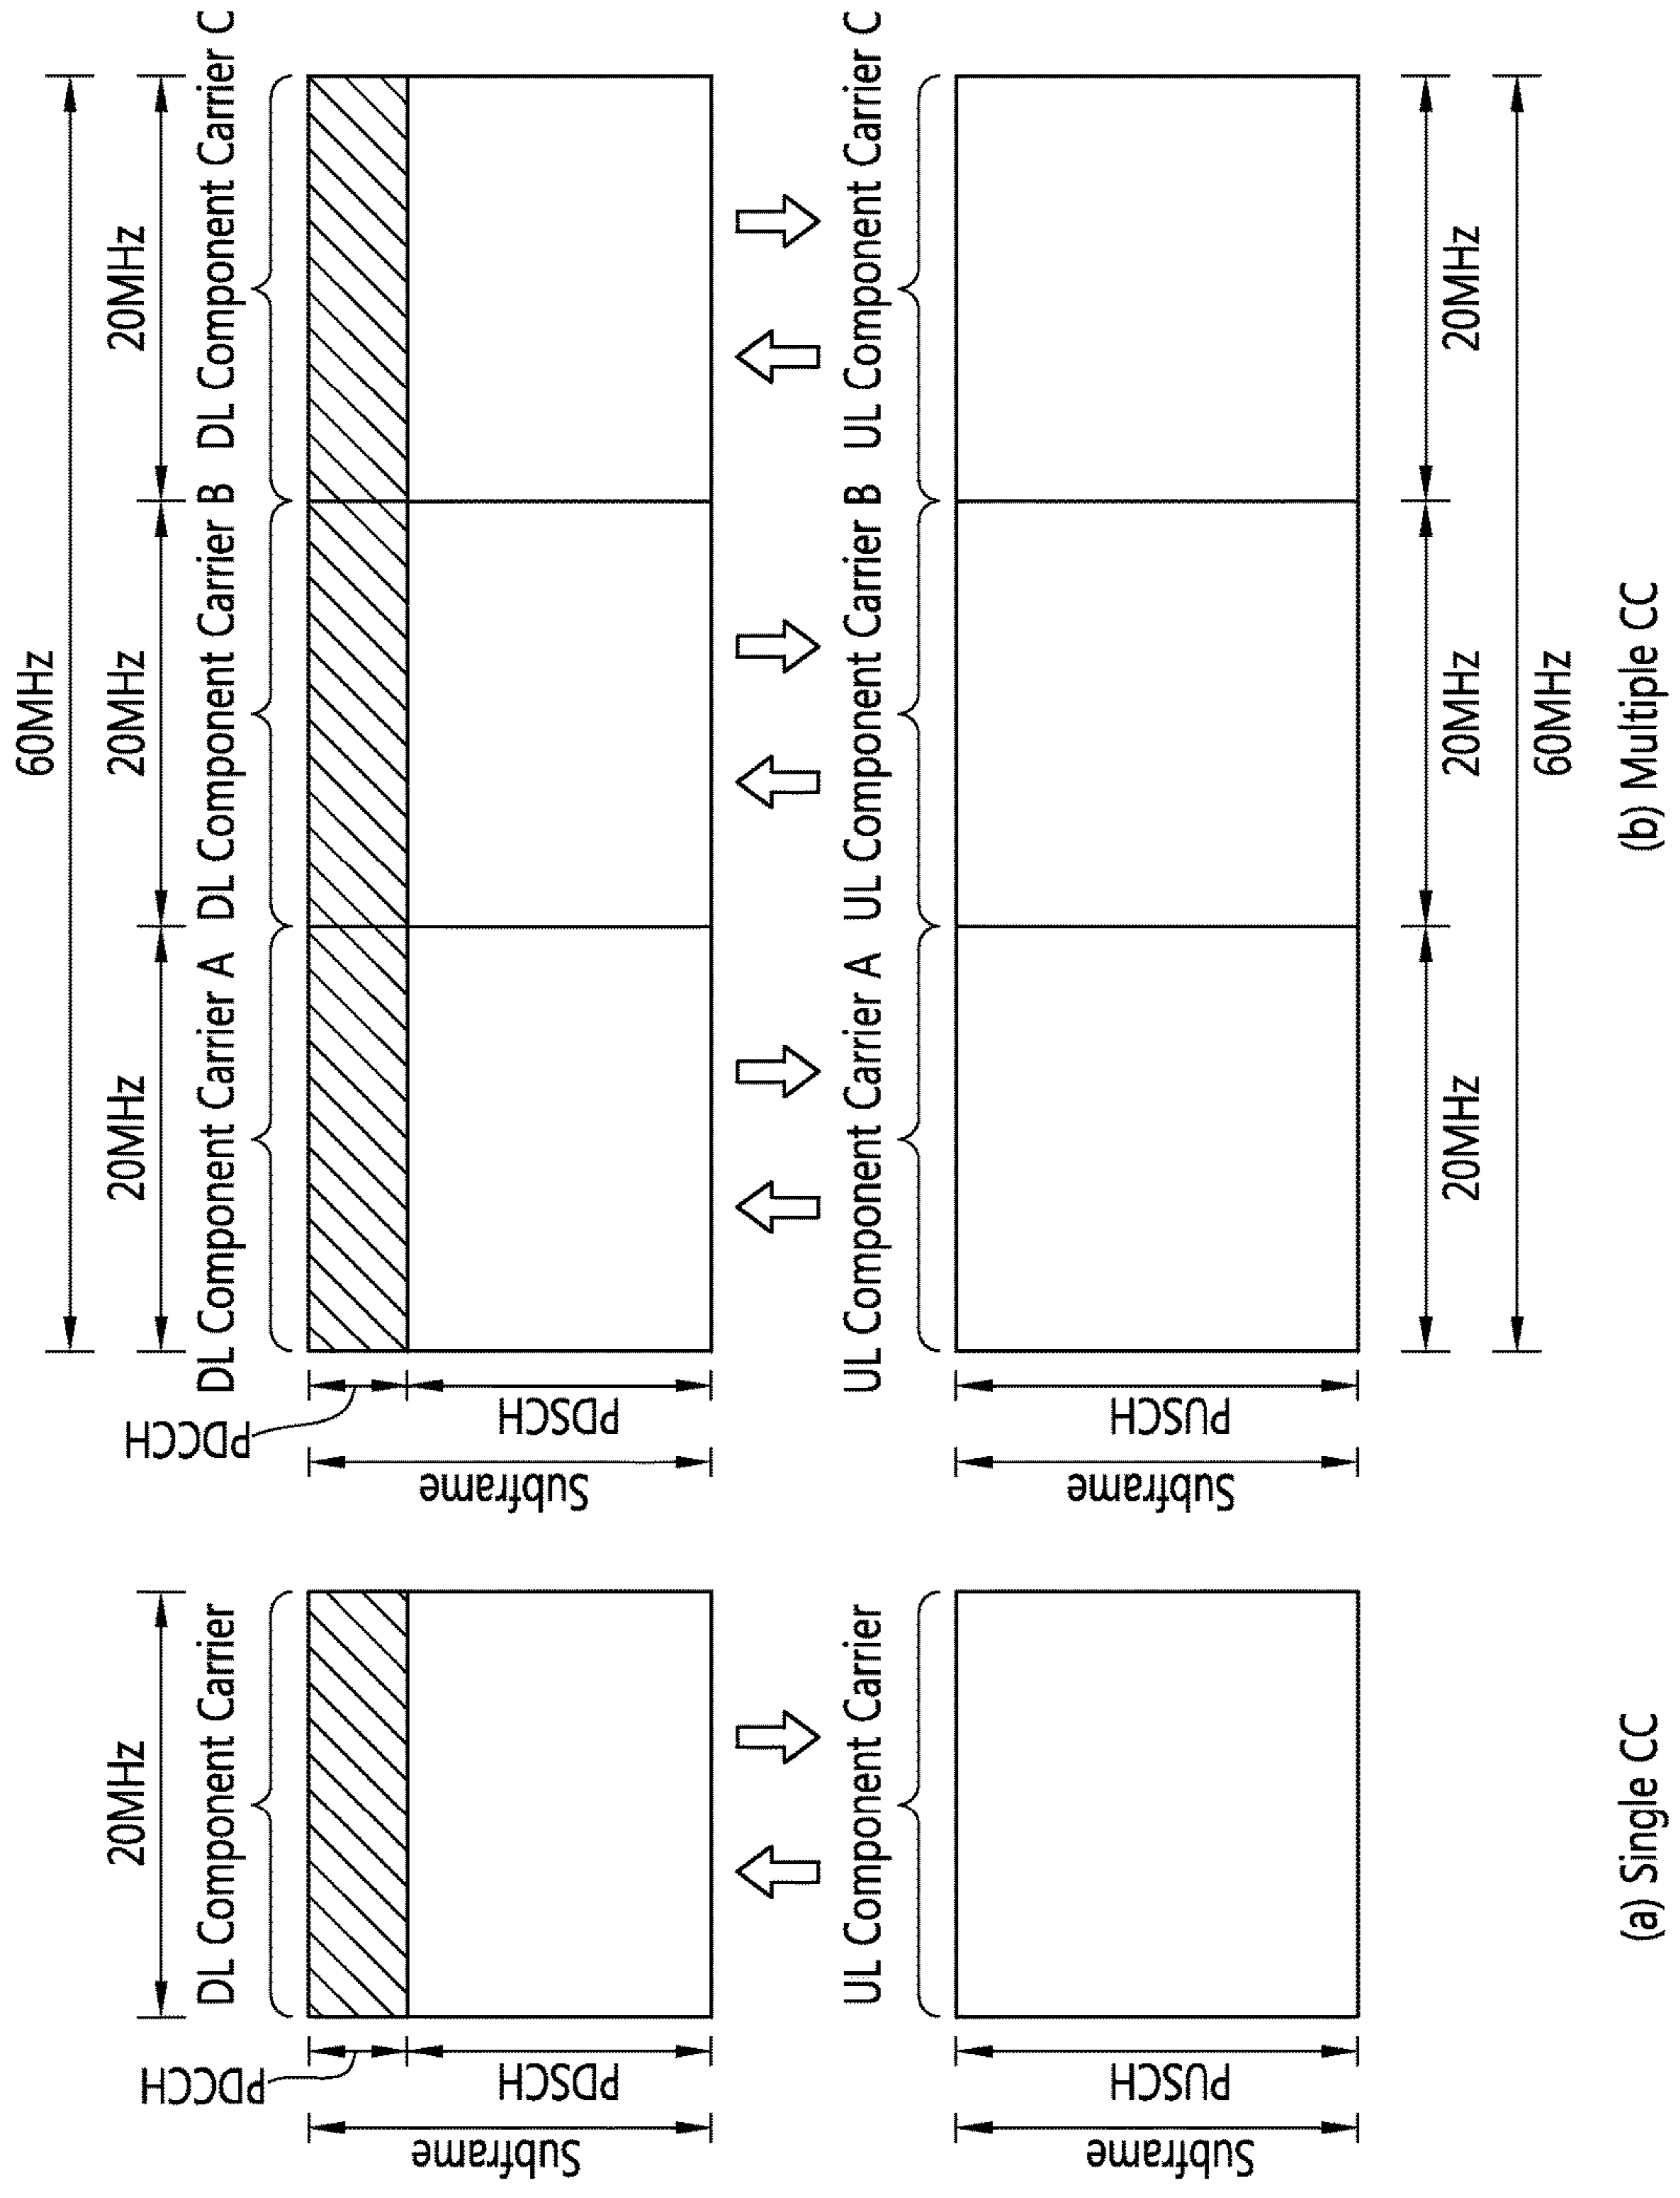 20MHz
DL Component Carrier
PDCCH
PDSCH
Subframe
UL Component Carrier
PUSCH
Subframe
(a) Single CC
60MHz
20MHz
20MHz
20MHz
DL Component Carrier A
DL Component Carrier B
DL Component Carrier C
PDCCH
PDSCH
Subframe
UL Component Carrier A
UL Component Carrier B
UL Component Carrier C
PUSCH
Subframe
20MHz
20MHz
20MHz
60MHz
(b) Multiple CC